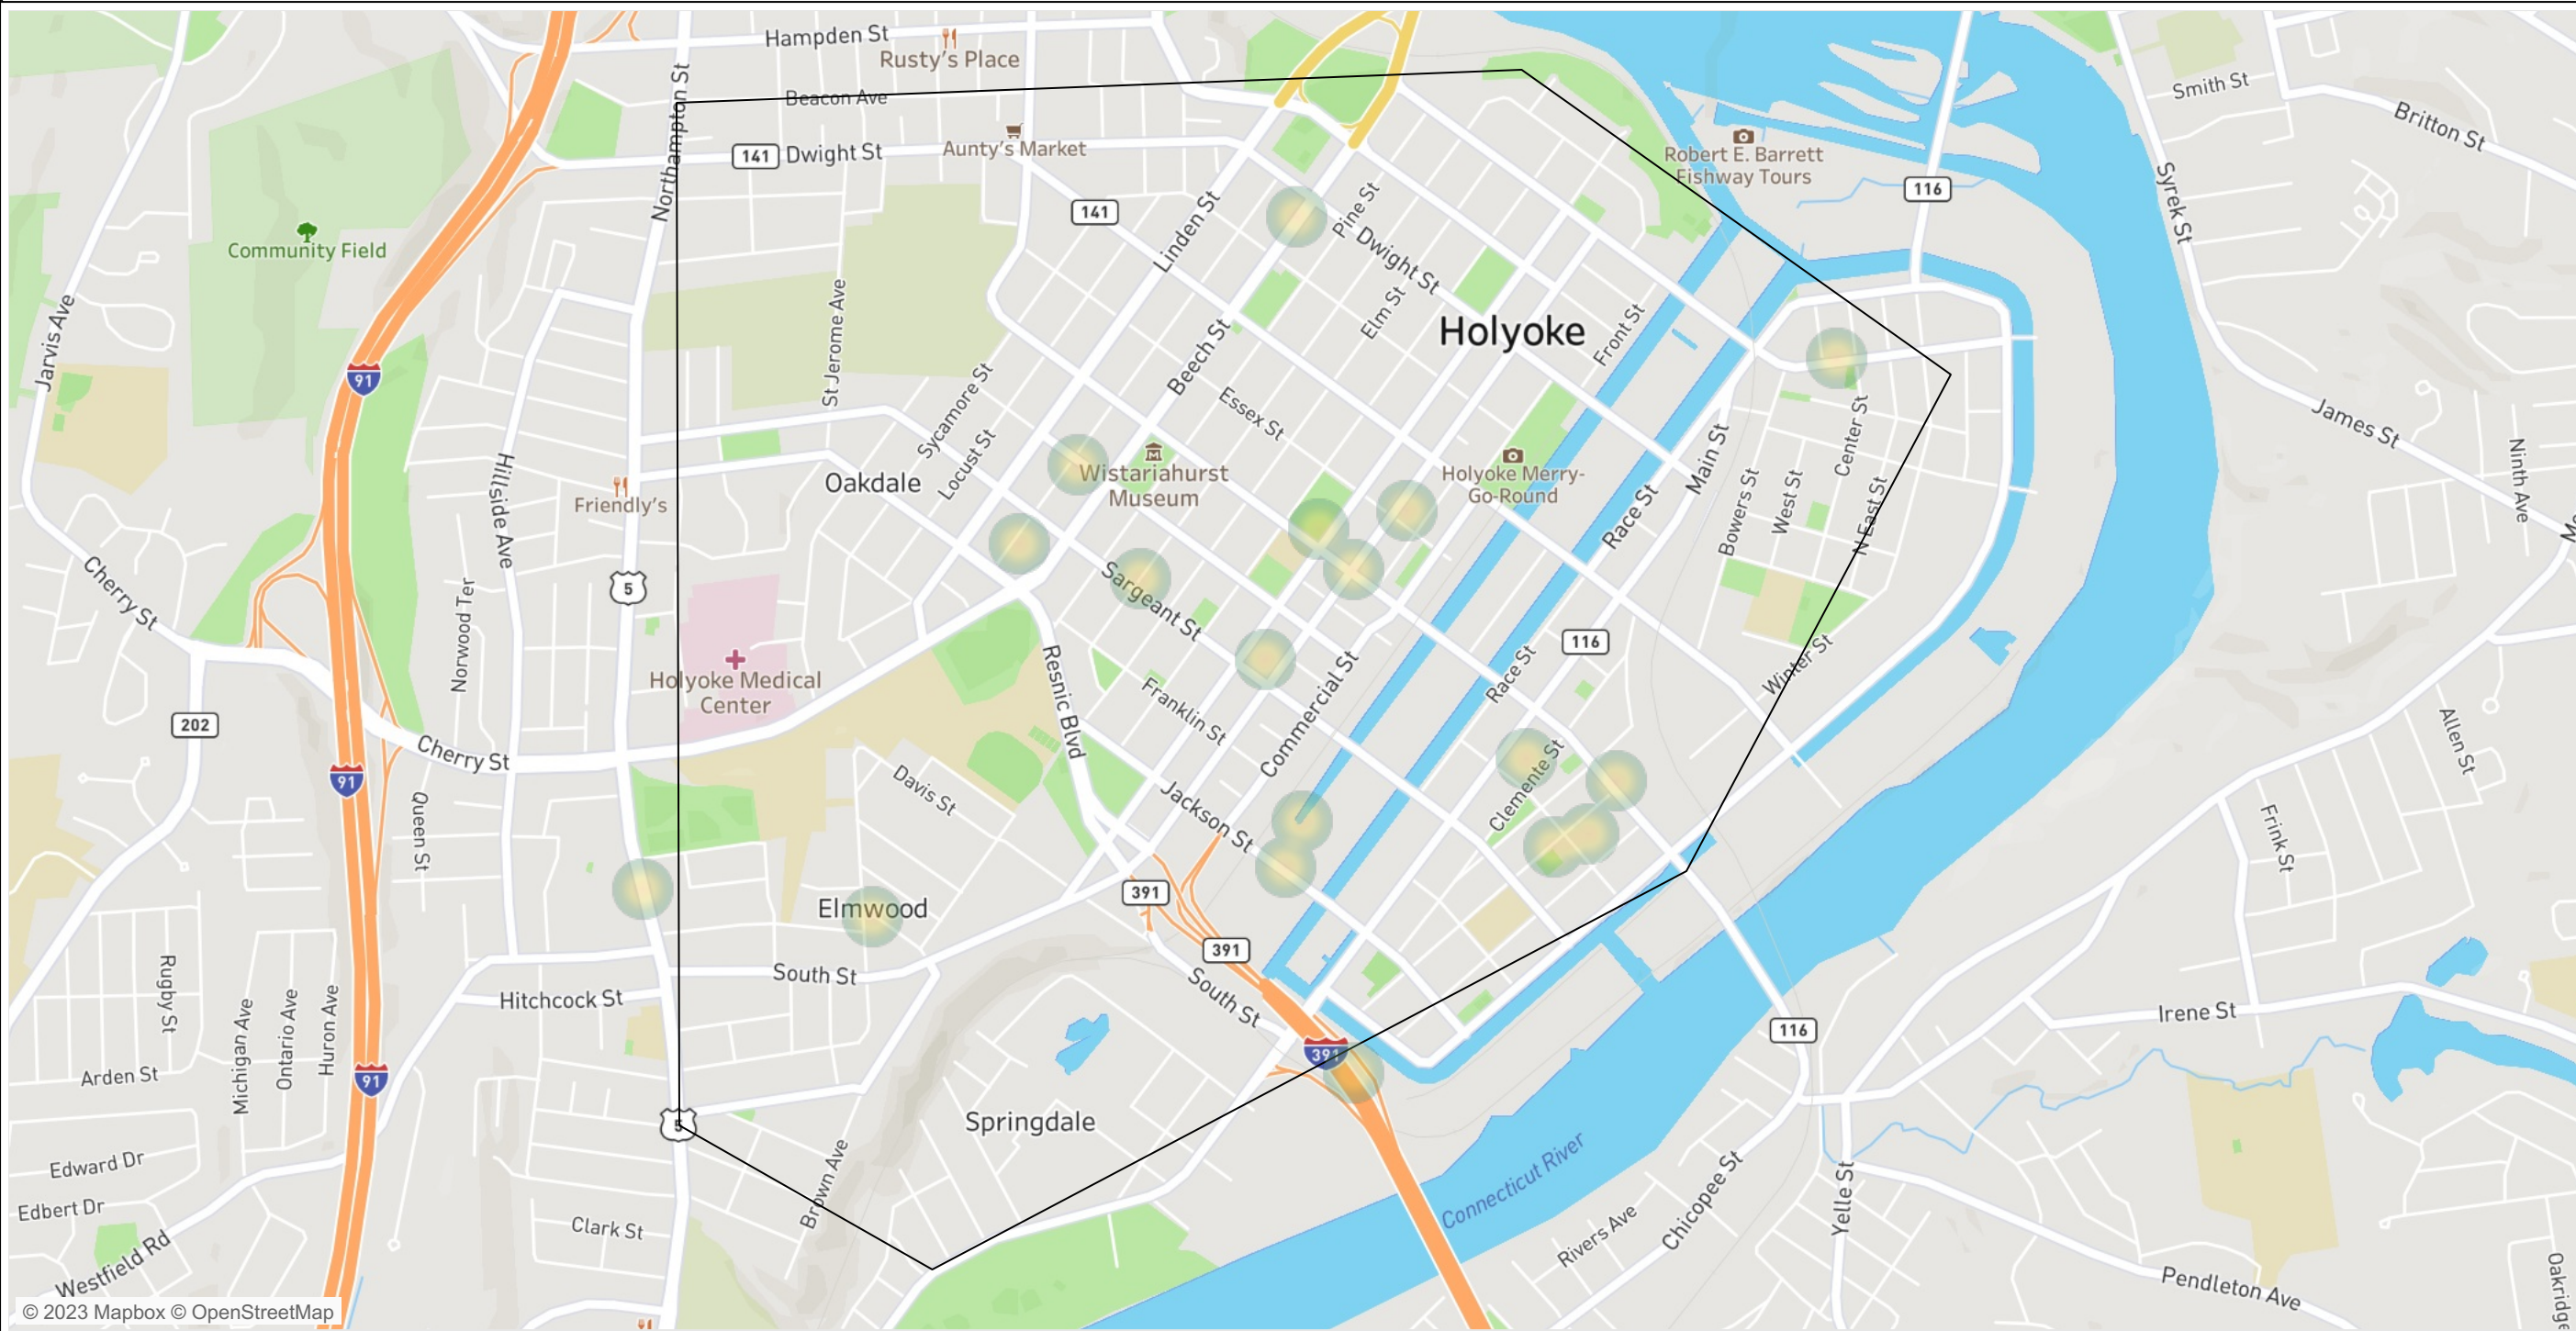 Hampden St
Rusty's Place
Beacon Ave
141
Dwight St
Aunty's Market
Northampton St
141
Linden St
Pine St
Dwight St
Elm St
Robert E. Barrett
Fishway Tours
116
Smith St
Britton St
Syrek St
Community Field
Jarvis Ave
91
St Jerome Ave
Holyoke
Front St
Beech St
Essex St
Sycamore St
Locust St
Wistariahurst
Museum
Oakdale
Friendly's
Hillside Ave
Holyoke Merry-
Go-Round
Main St
Race St
Bowers St
West St
Center St
N East St
James St
Ninth Ave
Cherry St
5
Norwood Ter
Sargeant St
116
Winter St
Race St
Holyoke Medical
Center
Resnic Blvd
Franklin St
Commercial St
202
Cherry St
91
Queen St
Davis St
Jackson St
Clemente St
Allen St
Frink St
Elmwood
391
391
South St
South St
Hitchcock St
Rugby St
Michigan Ave
Ontario Ave
Huron Ave
Irene St
116
391
Arden St
91
5
Springdale
Edward Dr
Edbert Dr
Brown Ave
Clark St
Westfield Rd
Connecticut River
Rivers Ave
Chicopee St
Yelle St
Pendleton Ave
© 2023 Mapbox © OpenStreetMap